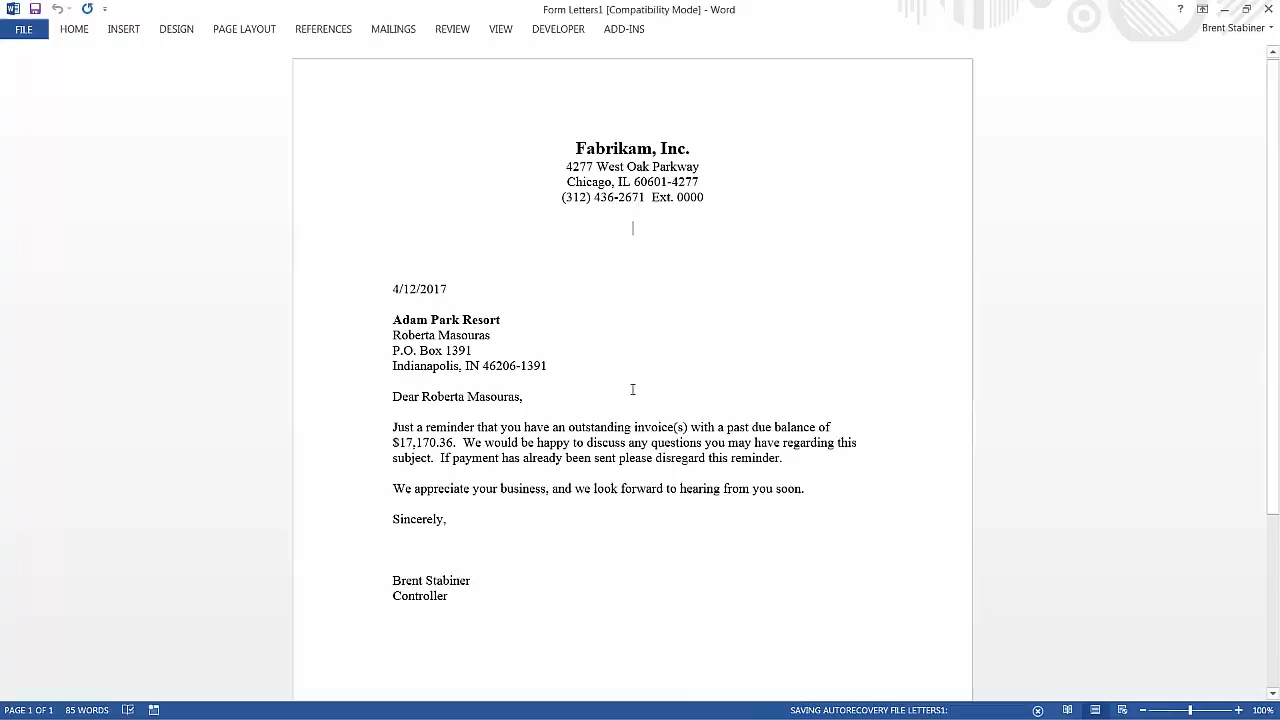 Form Letters1 [Compatibility Mode] - Word
?
Brent Stabiner
FILE HOME INSERT DESIGN PAGE LAYOUT REFERENCES MAILINGS REVIEW VIEW DEVELOPER ADD-INS
Fabrikam, Inc.
4277 West Oak Parkway
Chicago, IL 60601-4277
(312) 436-2671 Ext. 0000
4/12/2017
Adam Park Resort
Roberta Masouras
P.O. Box 1391
Indianapolis, IN 46206-1391
Dear Roberta Masouras,
Just a reminder that you have an outstanding invoice(s) with a past due balance of
$17,170.36. We would be happy to discuss any questions you may have regarding this
subject. If payment has already been sent please disregard this reminder.
We appreciate your business, and we look forward to hearing from you soon.
Sincerely,
Brent Stabiner
Controller
PAGE 1 OF 1 85 WORDS SAVING AUTORECOVERY FILE LETTERS1: 100%